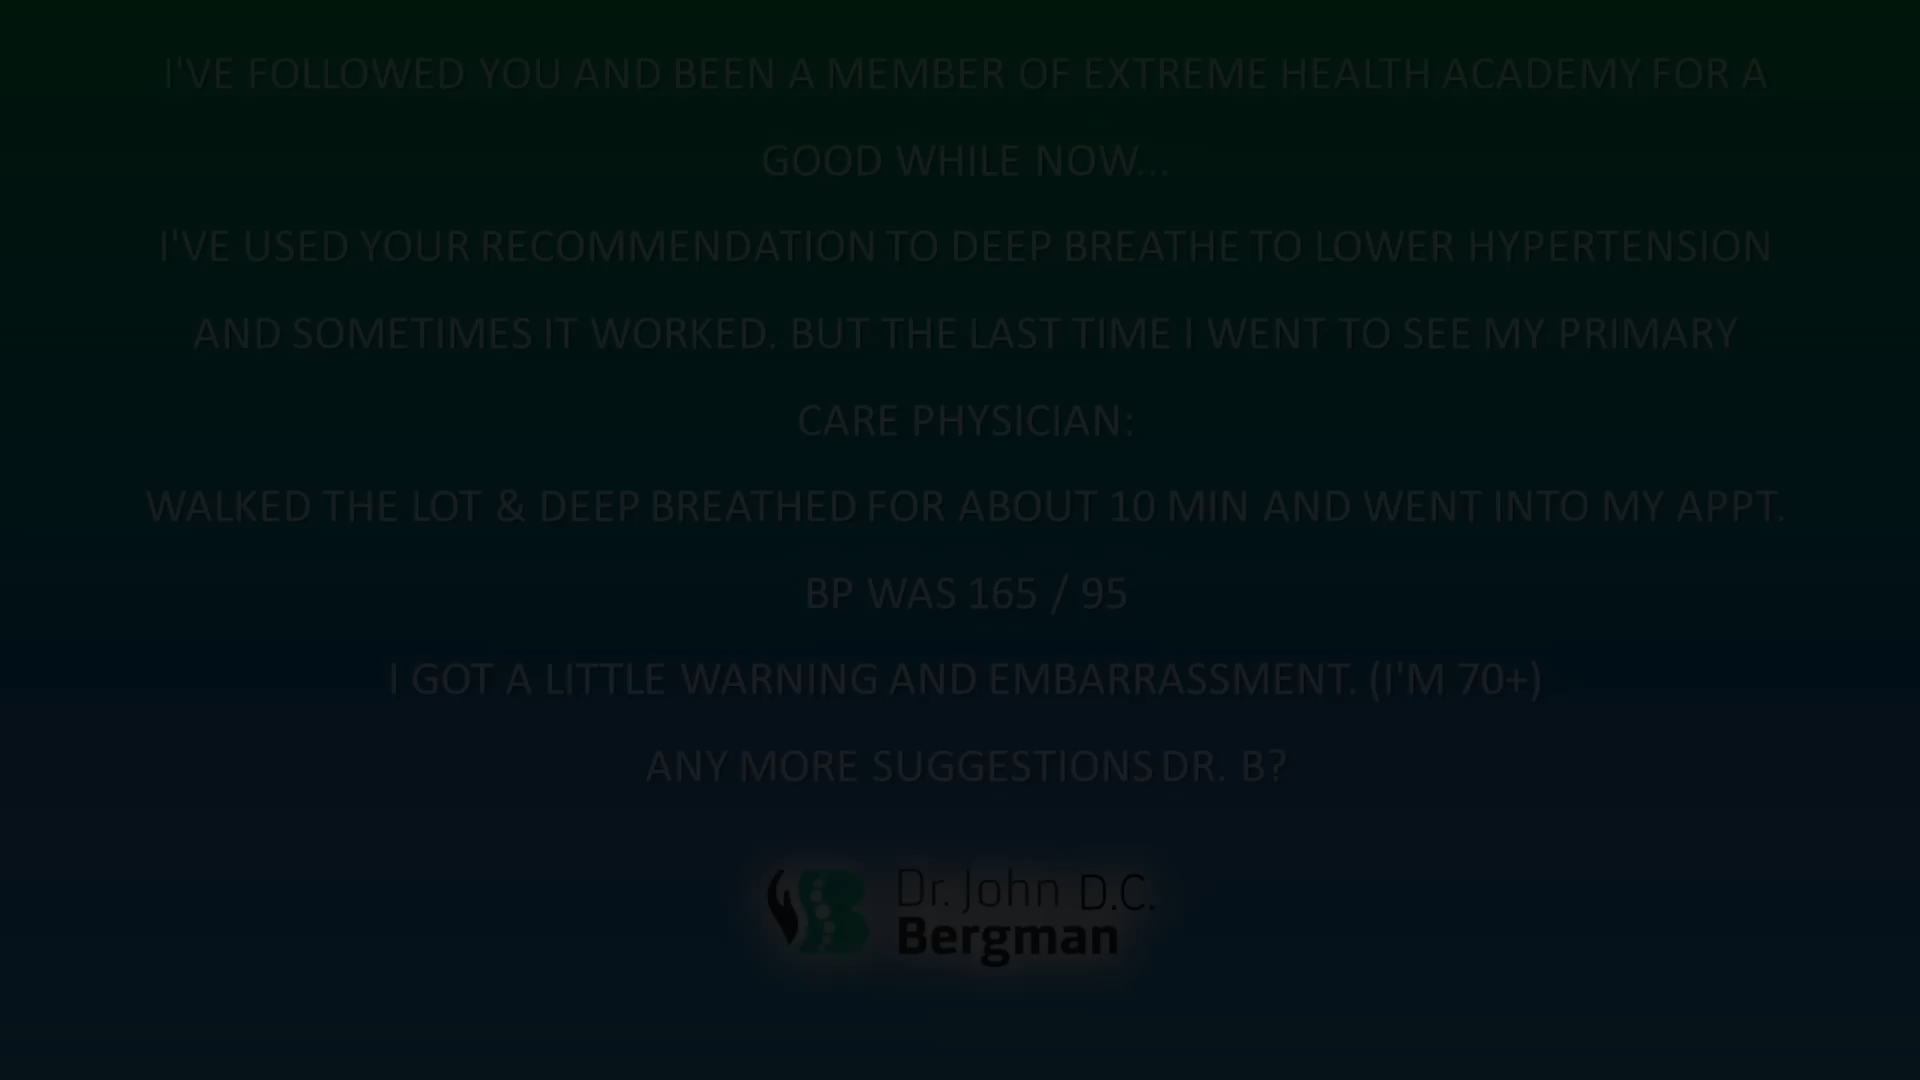 I'VE FOLLOWED YOU AND BEEN A MEMBER OF EXTREME HEALTH ACADEMY FOR A
GOOD WHILE NOW...
I'VE USED YOUR RECOMMENDATION TO DEEP BREATHE TO LOWER HYPERTENSION
AND SOMETIMES IT WORKED. BUT THE LAST TIME I WENT TO SEE MY PRIMARY
CARE PHYSICIAN:
WALKED THE LOT & DEEP BREATHED FOR ABOUT 10 MIN AND WENT INTO MY APPT.
BP WAS 165 / 95
I GOT A LITTLE WARNING AND EMBARRASSMENT. (I'M 70+)
ANY MORE SUGGESTIONS DR. B?
Dr. John D.C.
Bergman